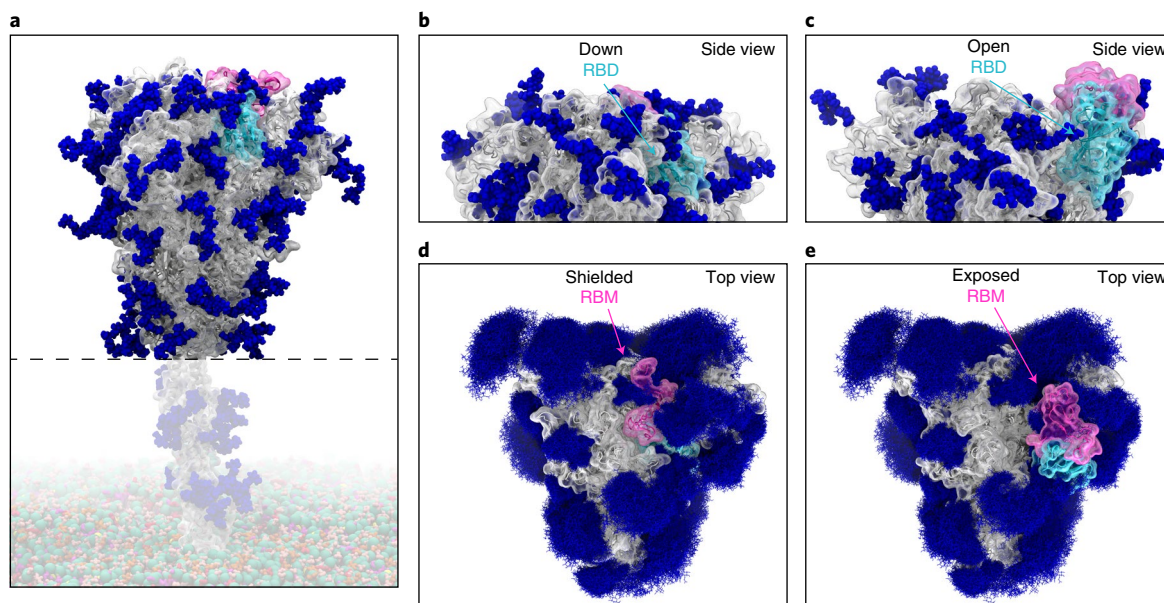 a
b
Down
RBD
Side view
c
Open
RBD
Side view
d
Shielded
RBM
Top view
e
Exposed
RBM
Top view